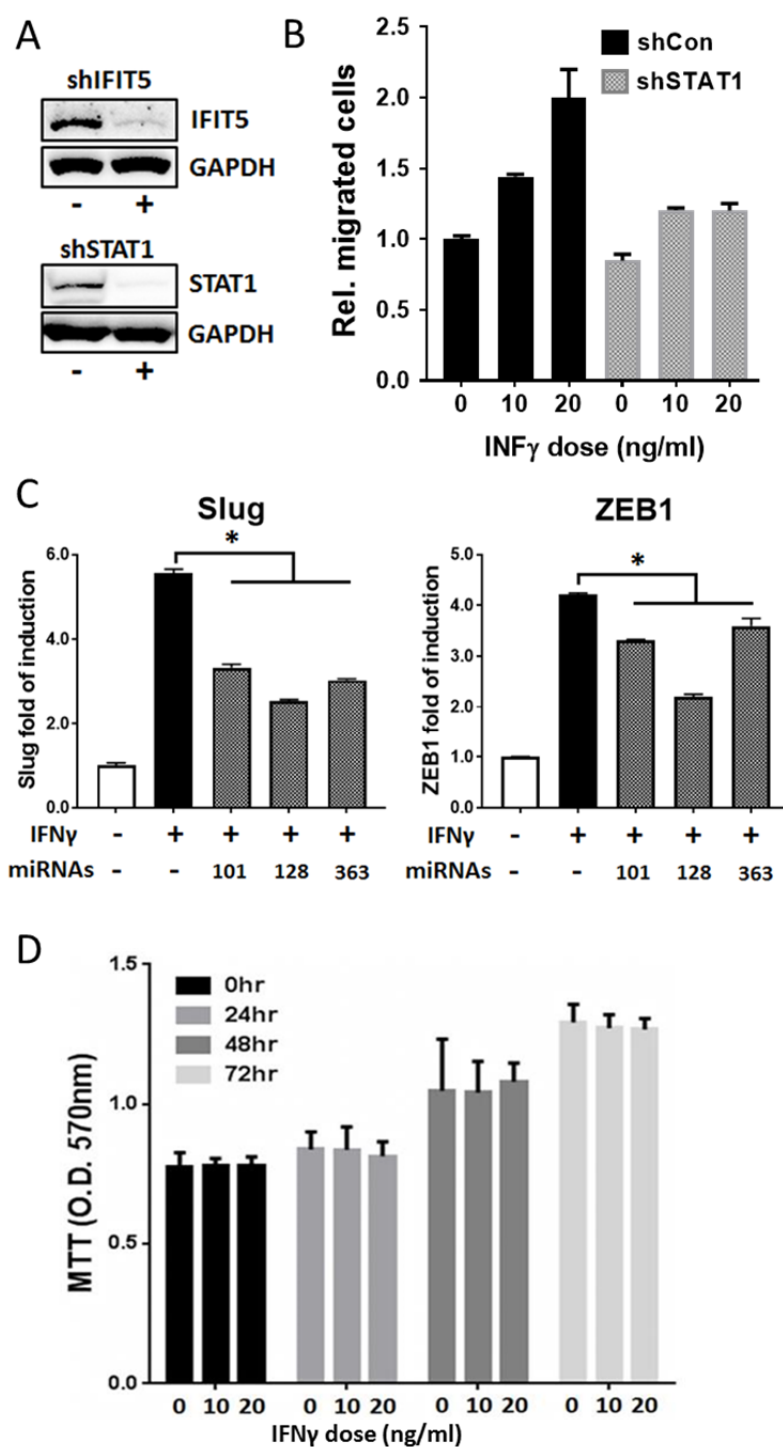 A
shIFIT5
IFIT5
GAPDH
- +
shSTAT1
STAT1
GAPDH
- +
B
shCon
shSTAT1
Rel. migrated cells
2.5
2.0
1.5
1.0
0.5
0.0
0 10 20 0 10 20
INFγ dose (ng/ml)
C
Slug
*
Slug fold of induction
6.0
4.0
2.0
0.0
IFNγ - + + + +
miRNAs - - 101 128 363
ZEB1
*
ZEB1 fold of induction
5.0
4.0
3.0
2.0
1.0
0.0
IFNγ - + + + +
miRNAs - - 101 128 363
D
0hr
24hr
48hr
72hr
MTT (O.D. 570nm)
1.5
1.0
0.5
0.0
0 10 20 0 10 20 0 10 20 0 10 20
IFNγ dose (ng/ml)